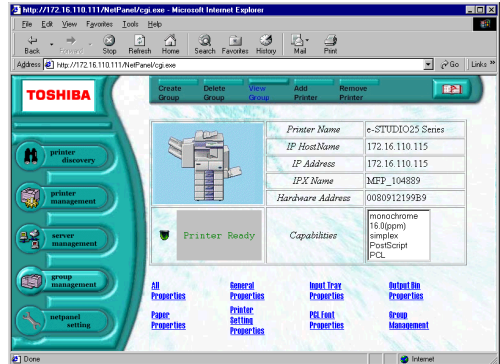 http://172.16.110.111/NetPanel/cgi.exe - Microsoft Internet Explorer
File Edit View Favorites Tools Help
Back Forward Stop Refresh Home Search Favorites History Mail Print
Address http://172.16.110.111/NetPanel/cgi.exe Go Links »
TOSHIBA
Create Group
Delete Group
View Group
Add Printer
Remove Printer
printer discovery
printer management
server management
group management
netpanel setting
Printer Name e-STUDIO25 Series
IP HostName 172.16.110.115
IP Address 172.16.110.115
IPX Name MFP_104889
Hardware Address 0080912199B9
Printer Ready
Capabilities
monochrome
16.0(ppm)
simplex
PostScript
PCL
All Properties
General Properties
Input Tray Properties
Output Bin Properties
Paper Properties
Printer Setting Properties
PCL Font Properties
Group Management
Done
Internet